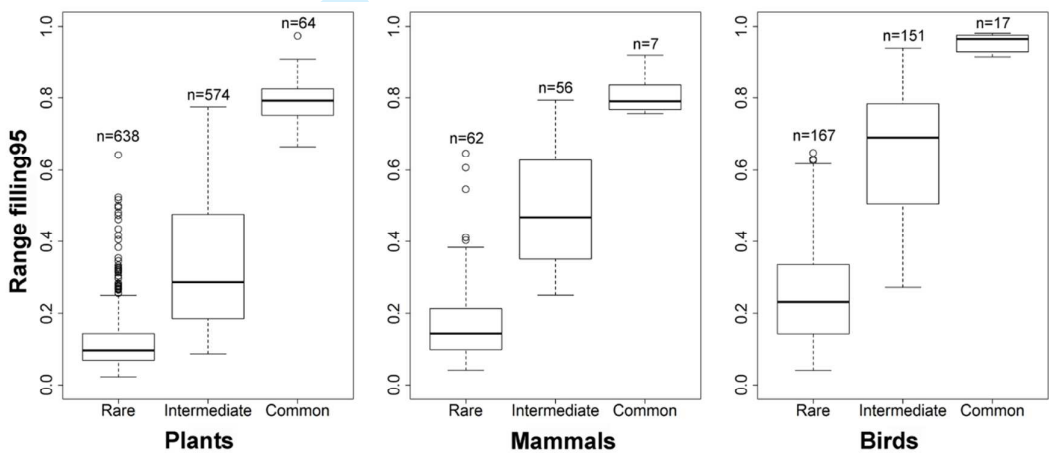 Range filling95
1.0
0.8
0.6
0.4
0.2
0.0
n=638
n=574
n=64
Rare Intermediate Common
Plants
1.0
0.8
0.6
0.4
0.2
0.0
n=62
n=56
n=7
Rare Intermediate Common
Mammals
1.0
0.8
0.6
0.4
0.2
0.0
n=167
n=151
n=17
Rare Intermediate Common
Birds